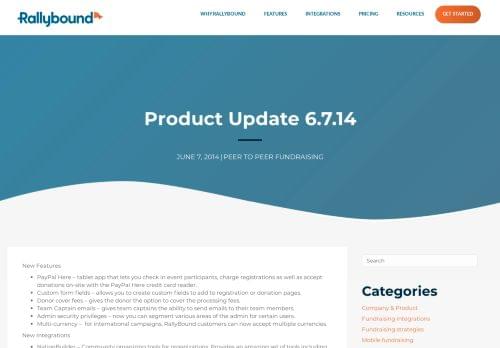 Rallybound
WHY RALLYBOUND FEATURES INTEGRATIONS PRICING RESOURCES GET STARTED
Product Update 6.7.14
JUNE 7, 2014 | PEER TO PEER FUNDRAISING
New Features
PayPal Here – tablet app that lets you check in event participants, charge registrations as well as accept
donations on-site with the PayPal Here credit card reader.
Custom form fields – allows you to create custom fields to add to registration or donation pages.
Donor cover fees – gives the donor the option to cover the processing fees.
Team Captain emails – gives team captains the ability to send emails to their team members.
Admin security privileges – now you can segment various areas of the admin for certain users.
Multi-currency – for international campaigns, RallyBound customers can now accept multiple currencies.
New Integrations
NationBuilder – Community organizing tools for organizations. Provides an amazing set of tools including
Search
Categories
Company & Product
Fundraising integrations
Fundraising strategies
Mobile fundraising